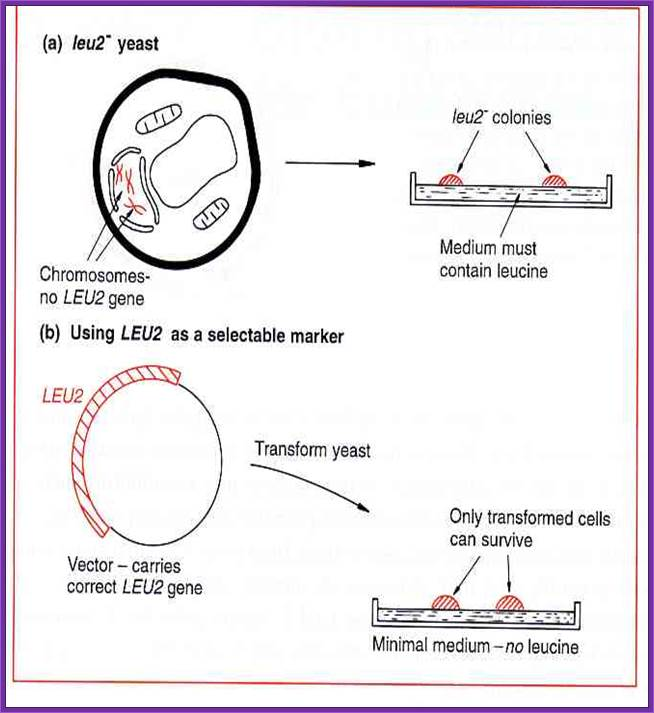 (a) leu2⁻ yeast
leu2⁻ colonies
Medium must
contain leucine
Chromosomes-
no LEU2 gene
(b) Using LEU2 as a selectable marker
LEU2
Transform yeast
Only transformed cells
can survive
Vector – carries
correct LEU2 gene
Minimal medium – no leucine